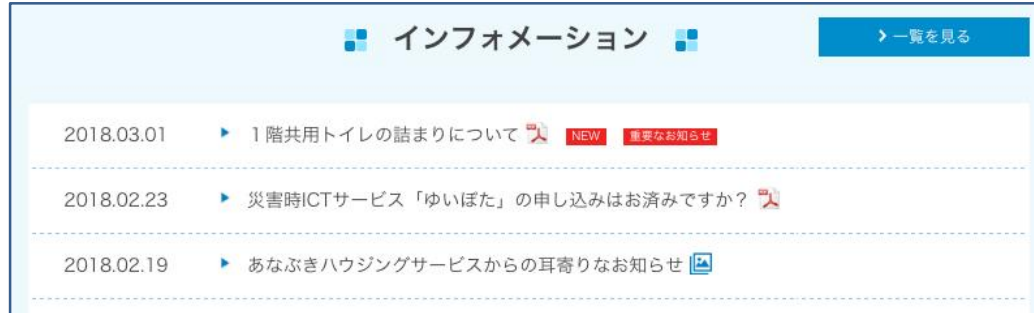 インフォメーション
一覧を見る
2018.03.01 1階共用トイレの詰まりについて NEW 重要なお知らせ
2018.02.23 災害時ICTサービス「ゆいぽた」の申し込みはお済みですか？
2018.02.19 あなぶきハウジングサービスからの耳寄りなお知らせ